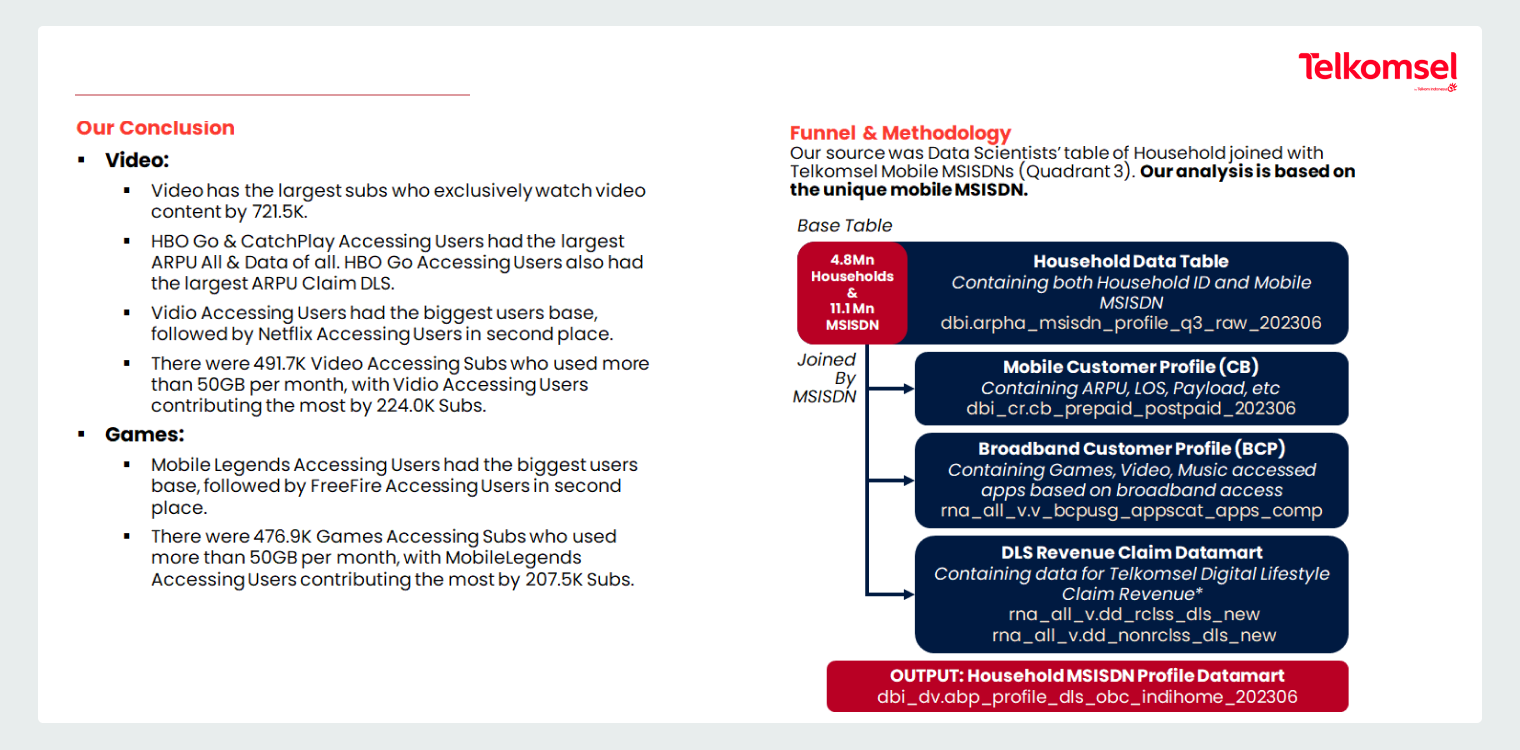 Telkomsel
by Telkom Indonesia
Our Conclusion
▪ Video:
▪ Video has the largest subs who exclusively watch video
content by 721.5K.
▪ HBO Go & CatchPlay Accessing Users had the largest
ARPU All & Data of all. HBO Go Accessing Users also had
the largest ARPU Claim DLS.
▪ Vidio Accessing Users had the biggest users base,
followed by Netflix Accessing Users in second place.
▪ There were 491.7K Video Accessing Subs who used more
than 50GB per month, with Vidio Accessing Users
contributing the most by 224.0K Subs.
▪ Games:
▪ Mobile Legends Accessing Users had the biggest users
base, followed by FreeFire Accessing Users in second
place.
▪ There were 476.9K Games Accessing Subs who used
more than 50GB per month, with MobileLegends
Accessing Users contributing the most by 207.5K Subs.
Funnel & Methodology
Our source was Data Scientists' table of Household joined with
Telkomsel Mobile MSISDNs (Quadrant 3). Our analysis is based on
the unique mobile MSISDN.
Base Table
4.8Mn
Households
&
11.1 Mn
MSISDN
Household Data Table
Containing both Household ID and Mobile
MSISDN
dbi.arpha_msisdn_profile_q3_raw_202306
Joined
By
MSISDN
Mobile Customer Profile (CB)
Containing ARPU, LOS, Payload, etc
dbi_cr.cb_prepaid_postpaid_202306
Broadband Customer Profile (BCP)
Containing Games, Video, Music accessed
apps based on broadband access
rna_all_v.v_bcpusg_appscat_apps_comp
DLS Revenue Claim Datamart
Containing data for Telkomsel Digital Lifestyle
Claim Revenue*
rna_all_v.dd_rclss_dls_new
rna_all_v.dd_nonrclss_dls_new
OUTPUT: Household MSISDN Profile Datamart
dbi_dv.abp_profile_dls_obc_indihome_202306